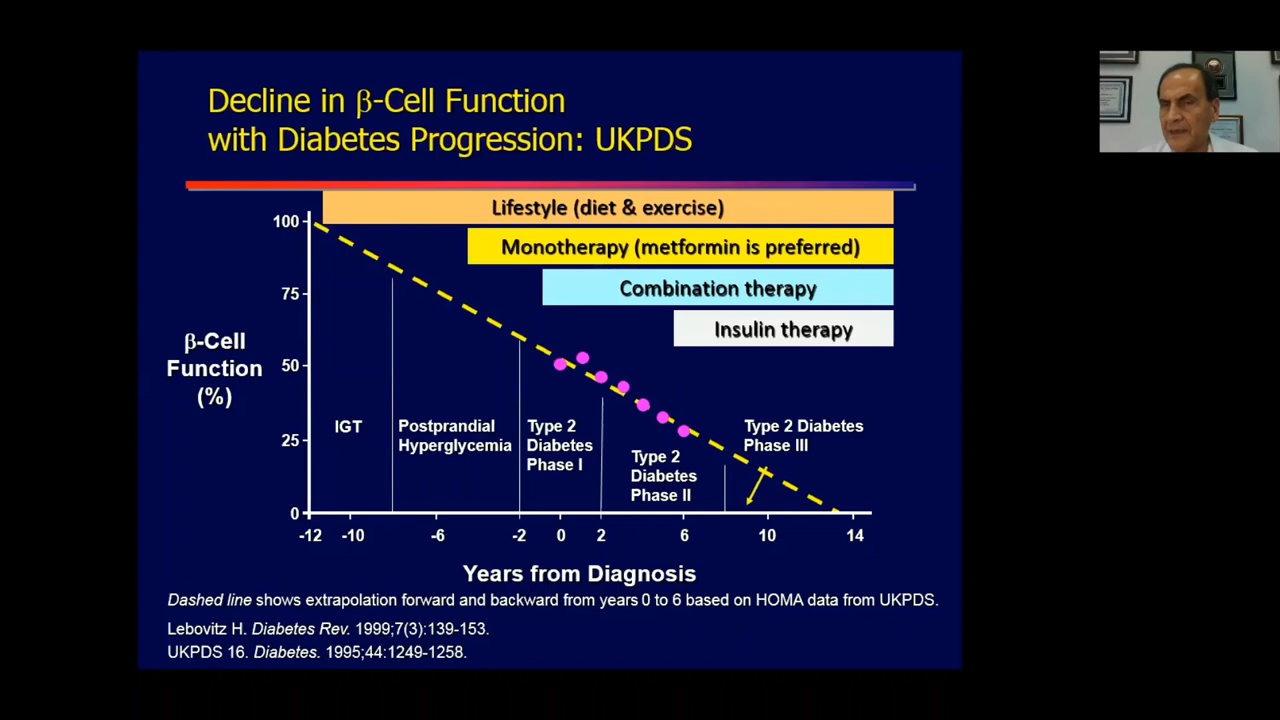 Decline in β-Cell Function
with Diabetes Progression: UKPDS
Lifestyle (diet & exercise)
Monotherapy (metformin is preferred)
Combination therapy
Insulin therapy
100
75
50
25
0
β-Cell
Function
(%)
IGT
Postprandial
Hyperglycemia
Type 2
Diabetes
Phase I
Type 2
Diabetes
Phase II
Type 2 Diabetes
Phase III
-12 -10 -6 -2 0 2 6 10 14
Years from Diagnosis
Dashed line shows extrapolation forward and backward from years 0 to 6 based on HOMA data from UKPDS.
Lebovitz H. Diabetes Rev. 1999;7(3):139-153.
UKPDS 16. Diabetes. 1995;44:1249-1258.